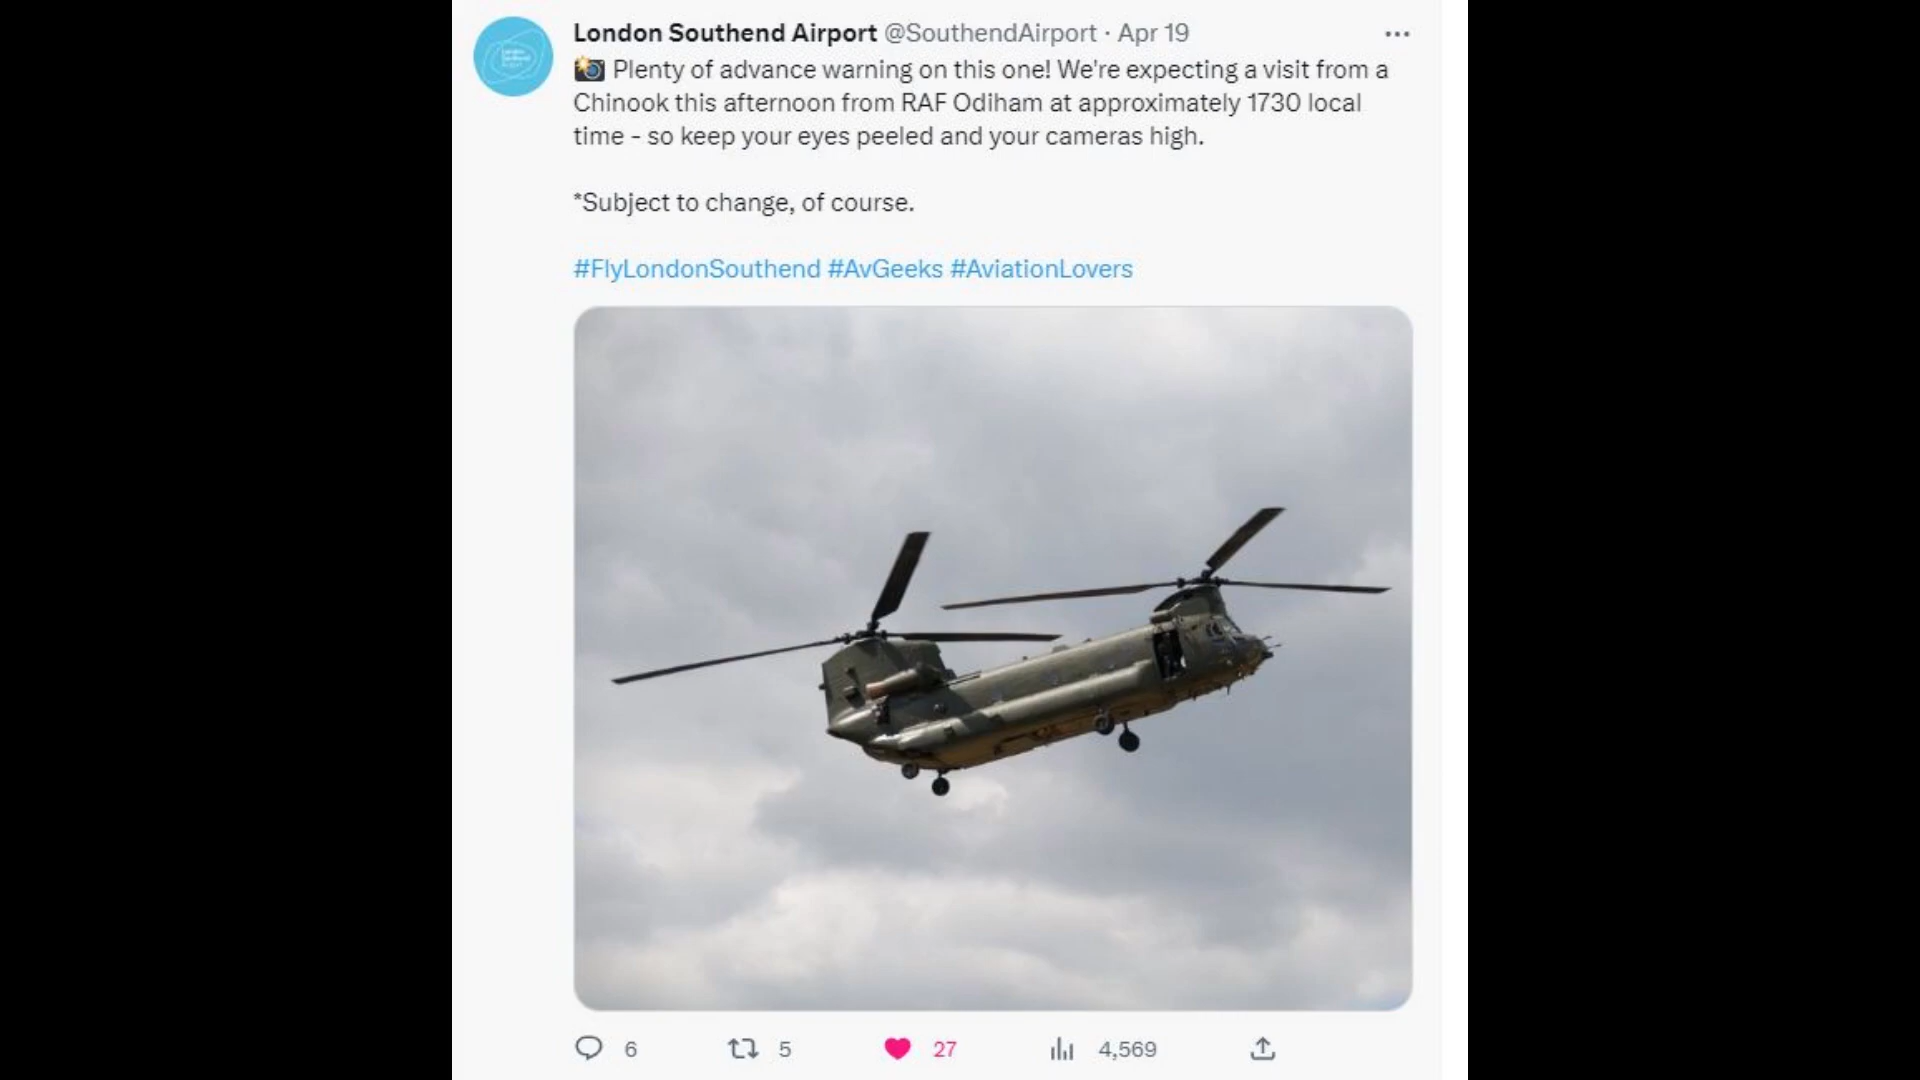 London Southend Airport @SouthendAirport · Apr 19
📸 Plenty of advance warning on this one! We're expecting a visit from a
Chinook this afternoon from RAF Odiham at approximately 1730 local
time - so keep your eyes peeled and your cameras high.
*Subject to change, of course.
#FlyLondonSouthend #AvGeeks #AviationLovers
6 5 27 4,569